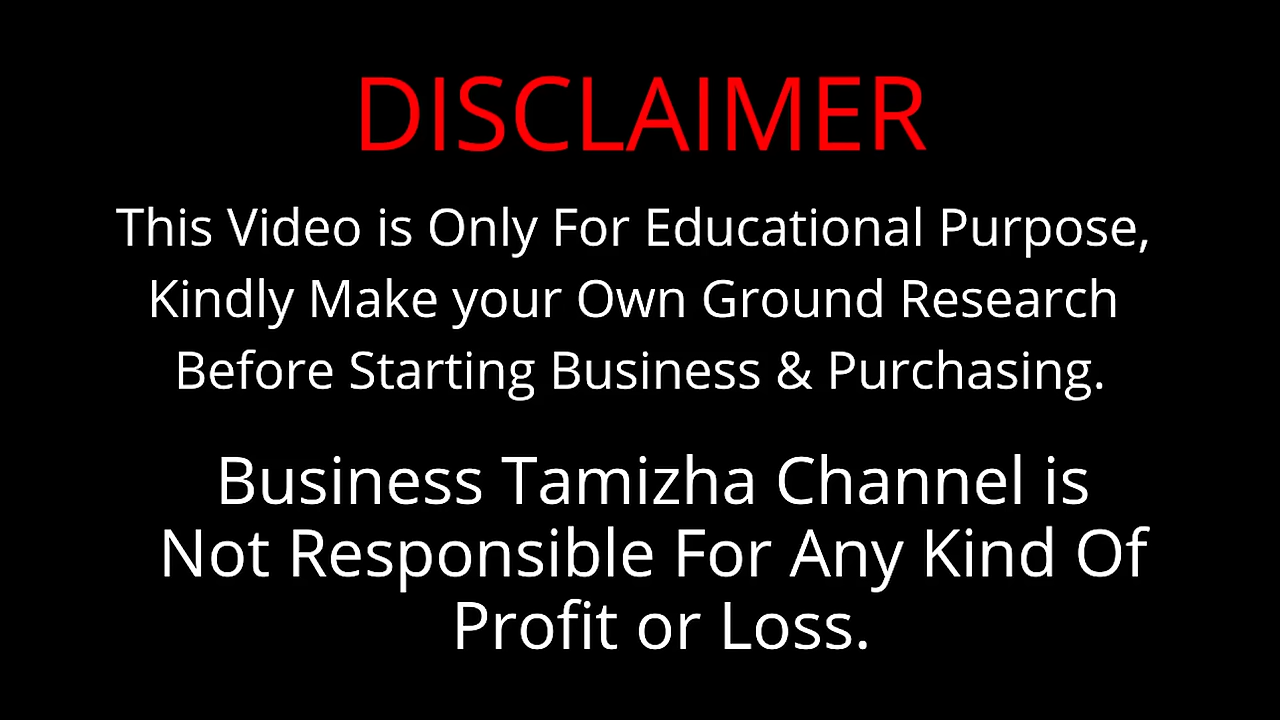 DISCLAIMER
This Video is Only For Educational Purpose,
Kindly Make your Own Ground Research
Before Starting Business & Purchasing.
Business Tamizha Channel is
Not Responsible For Any Kind Of
Profit or Loss.